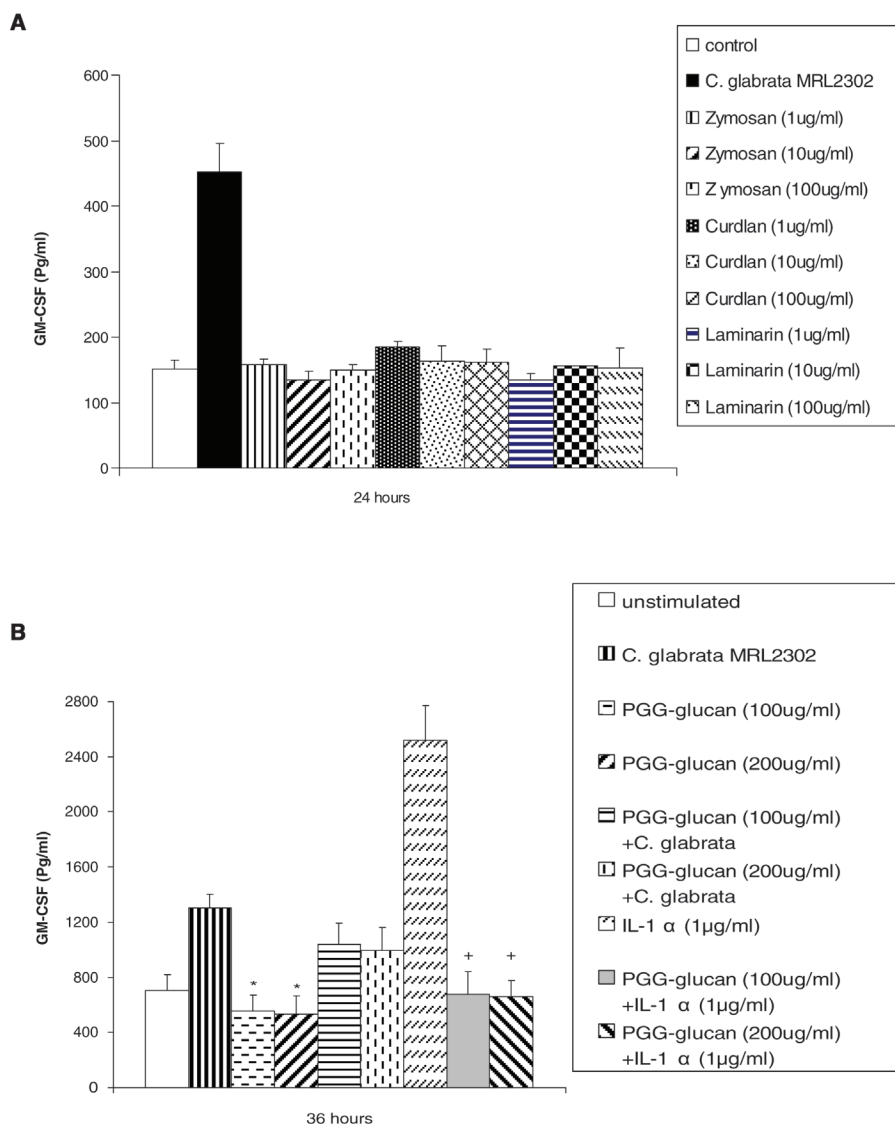 A
control
C. glabrata MRL2302
Zymosan (1ug/ml)
Zymosan (10ug/ml)
Z ymosan (100ug/ml)
Curdlan (1ug/ml)
Curdlan (10ug/ml)
Curdlan (100ug/ml)
Laminarin (1ug/ml)
Laminarin (10ug/ml)
Laminarin (100ug/ml)
600
500
400
300
200
100
0
GM-CSF (Pg/ml)
24 hours
B
unstimulated
C. glabrata MRL2302
PGG-glucan (100ug/ml)
PGG-glucan (200ug/ml)
PGG-glucan (100ug/ml)
+C. glabrata
PGG-glucan (200ug/ml)
+C. glabrata
IL-1 α (1μg/ml)
PGG-glucan (100ug/ml)
+IL-1 α (1μg/ml)
PGG-glucan (200ug/ml)
+IL-1 α (1μg/ml)
2800
2400
2000
1600
1200
800
400
0
GM-CSF (Pg/ml)
* * + +
36 hours